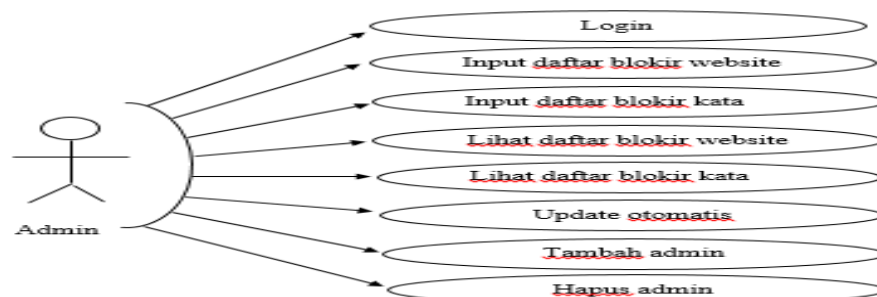 Login
Input daftar blokir website
Input daftar blokir kata
Lihat daftar blokir website
Lihat daftar blokir kata
Update otomatis
Tambah admin
Hapus admin
Admin